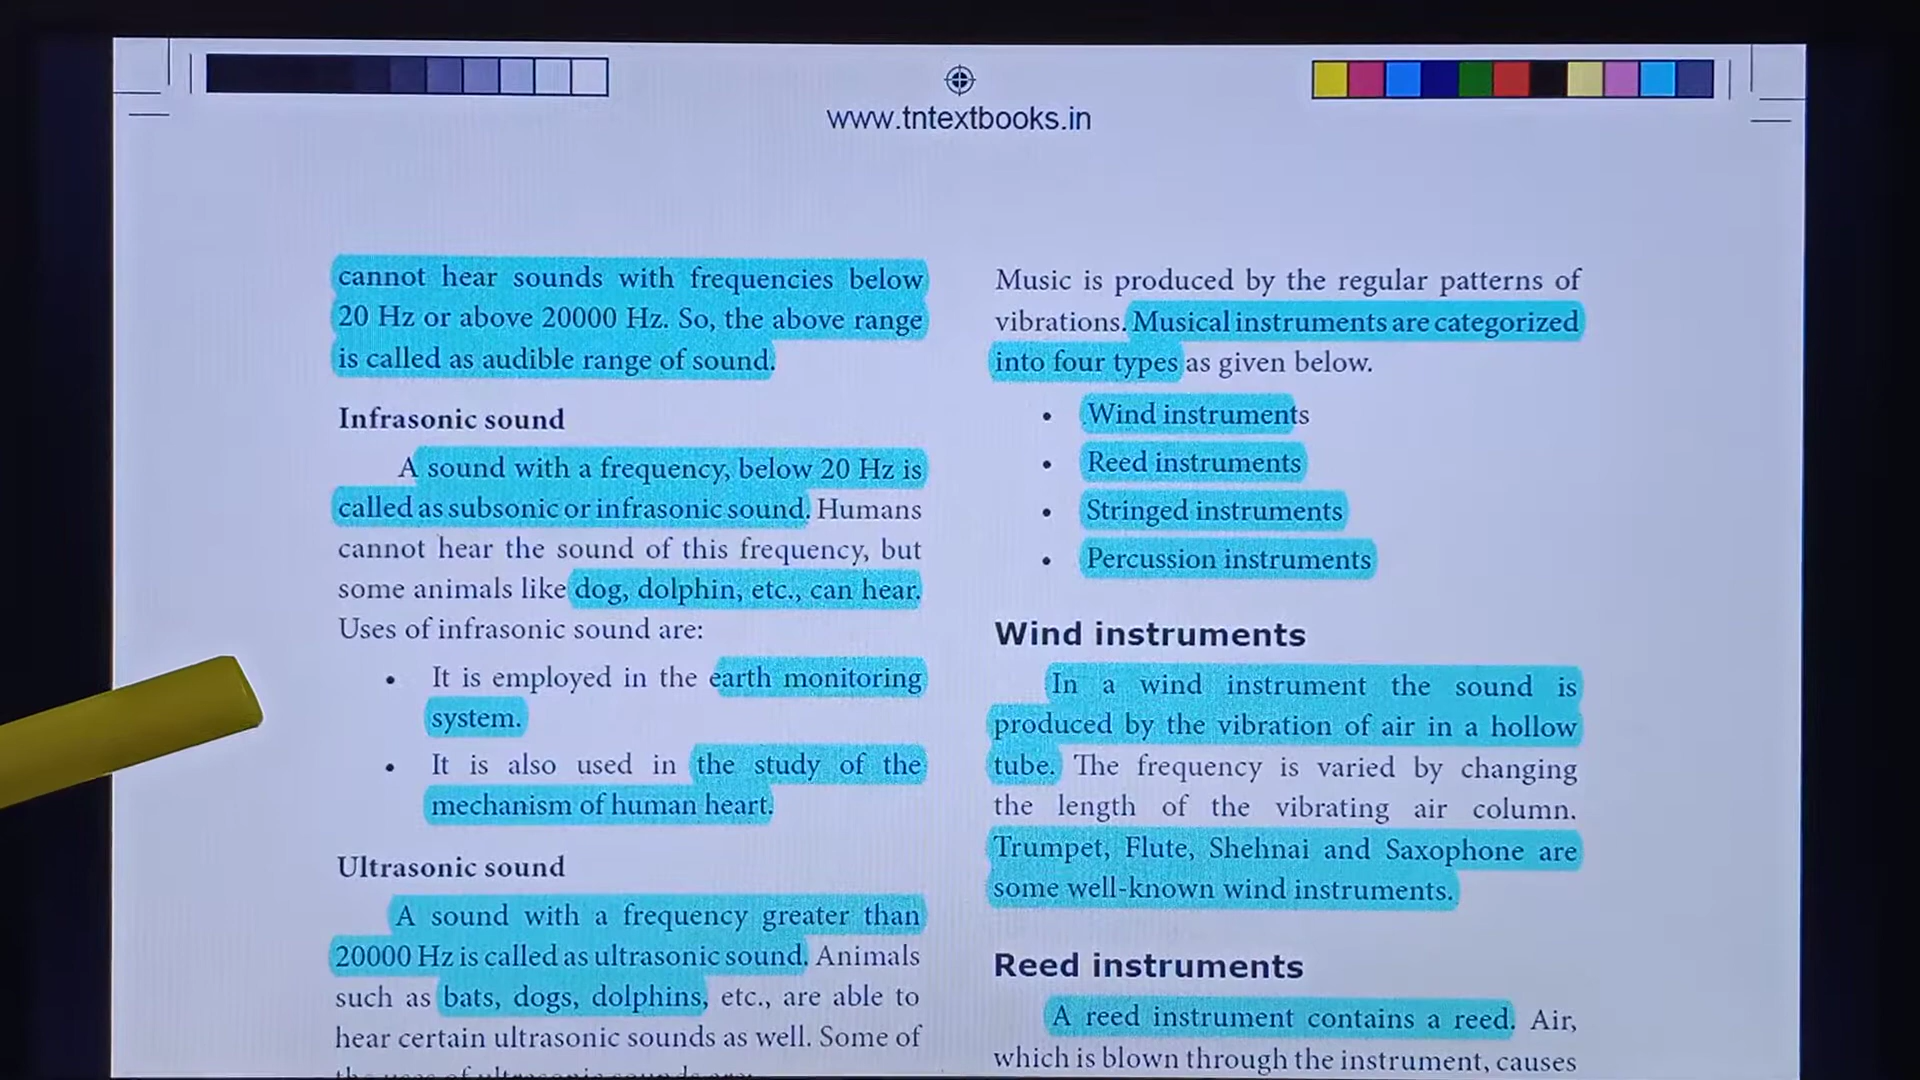 www.tntextbooks.in
cannot hear sounds with frequencies below
20 Hz or above 20000 Hz. So, the above range
is called as audible range of sound.
Infrasonic sound
A sound with a frequency, below 20 Hz is
called as subsonic or infrasonic sound. Humans
cannot hear the sound of this frequency, but
some animals like dog, dolphin, etc., can hear.
Uses of infrasonic sound are:
• It is employed in the earth monitoring
system.
• It is also used in the study of the
mechanism of human heart.
Ultrasonic sound
A sound with a frequency greater than
20000 Hz is called as ultrasonic sound. Animals
such as bats, dogs, dolphins, etc., are able to
hear certain ultrasonic sounds as well. Some of
the uses of ultrasonic sounds are:
Music is produced by the regular patterns of
vibrations. Musical instruments are categorized
into four types as given below.
• Wind instruments
• Reed instruments
• Stringed instruments
• Percussion instruments
Wind instruments
In a wind instrument the sound is
produced by the vibration of air in a hollow
tube. The frequency is varied by changing
the length of the vibrating air column.
Trumpet, Flute, Shehnai and Saxophone are
some well-known wind instruments.
Reed instruments
A reed instrument contains a reed. Air,
which is blown through the instrument, causes